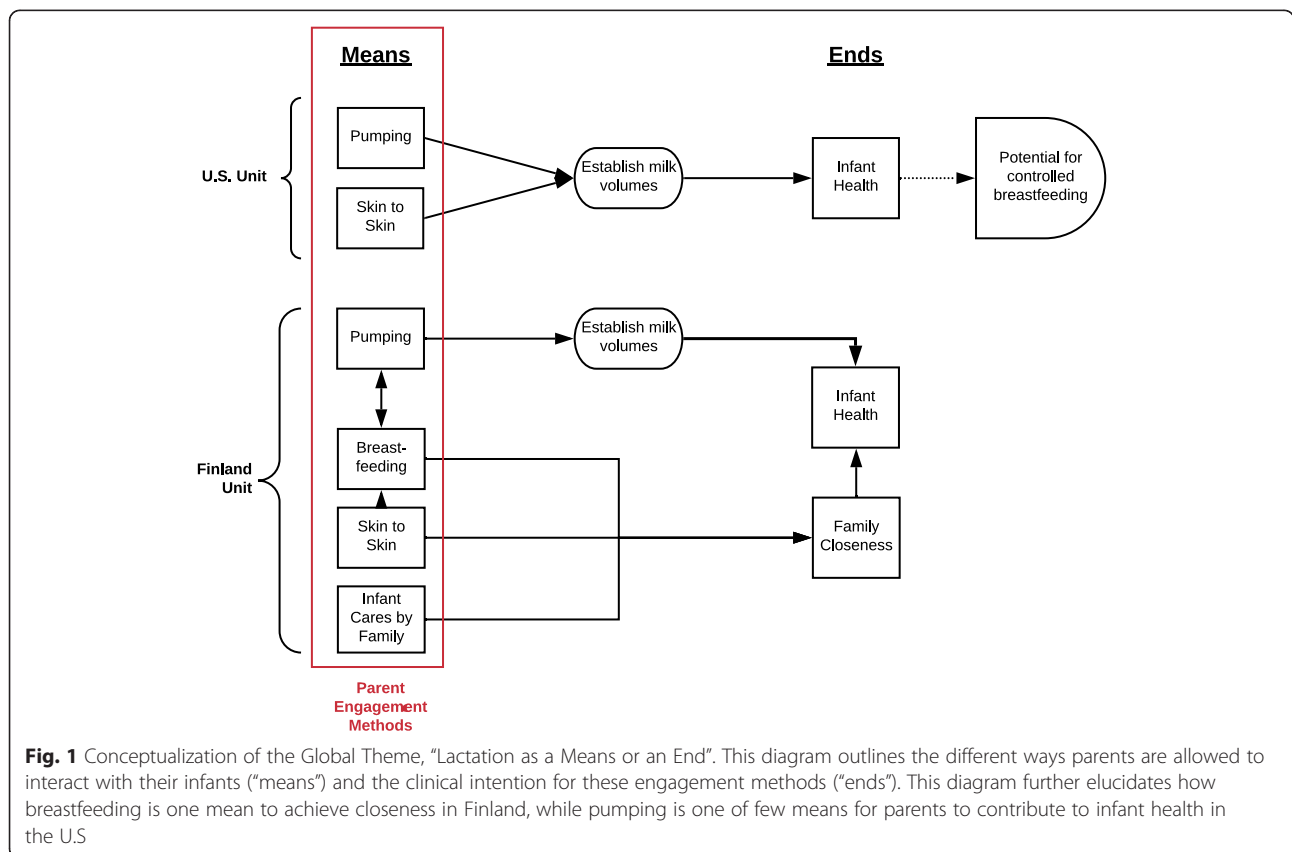 Means
Ends
U.S. Unit
Pumping
Skin to
Skin
Establish milk
volumes
Infant
Health
Potential for
controlled
breastfeeding
Finland
Unit
Pumping
Establish milk
volumes
Breast-
feeding
Skin to
Skin
Infant
Cares by
Family
Infant
Health
Family
Closeness
Parent
Engagement
Methods
Fig. 1 Conceptualization of the Global Theme, “Lactation as a Means or an End”. This diagram outlines the different ways parents are allowed to
interact with their infants (“means”) and the clinical intention for these engagement methods (“ends”). This diagram further elucidates how
breastfeeding is one mean to achieve closeness in Finland, while pumping is one of few means for parents to contribute to infant health in
the U.S